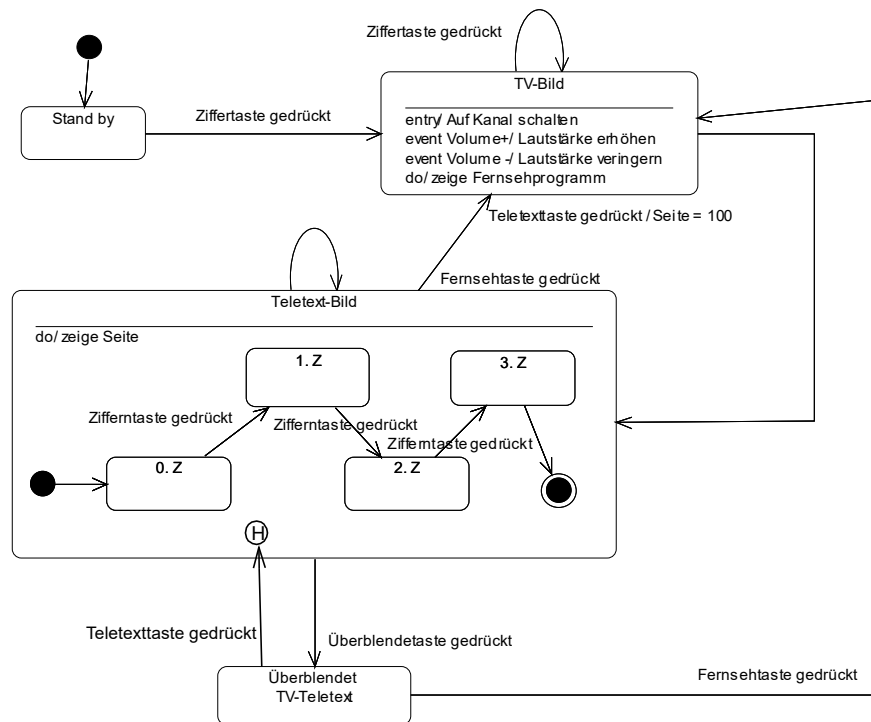 Ziffertaste gedrückt
TV-Bild
Stand by
Ziffertaste gedrückt
entry/ Auf Kanal schalten
event Volume+/ Lautstärke erhöhen
event Volume -/ Lautstärke veringern
do/ zeige Fernsehprogramm
Teletexttaste gedrückt / Seite = 100
Fernsehtaste gedrückt
Teletext-Bild
do/ zeige Seite
1. Z
3. Z
Zifferntaste gedrückt
Zifferntaste gedrückt
Zifferntaste gedrückt
0. Z
2. Z
H
Teletexttaste gedrückt
Überblendetaste gedrückt
Überblendet
TV-Teletext
Fernsehtaste gedrückt